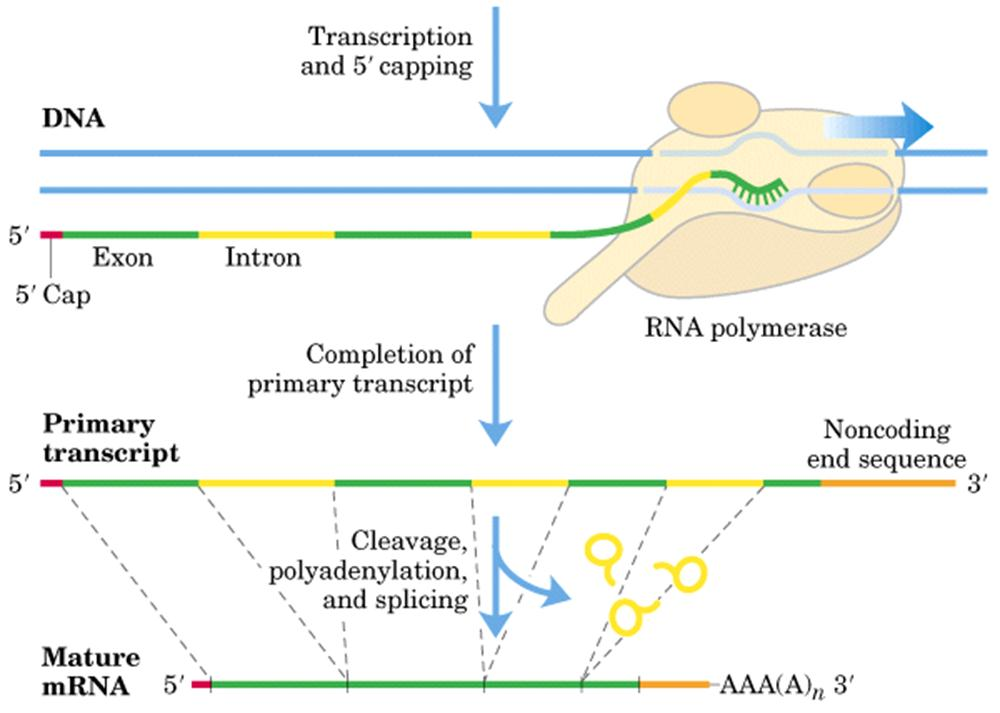 Transcription
and 5′ capping
DNA
5′
Exon Intron
5′ Cap
RNA polymerase
Completion of
primary transcript
Primary
transcript
Noncoding
end sequence
5′ 3′
Cleavage,
polyadenylation,
and splicing
Mature
mRNA 5′ AAA(A)n 3′